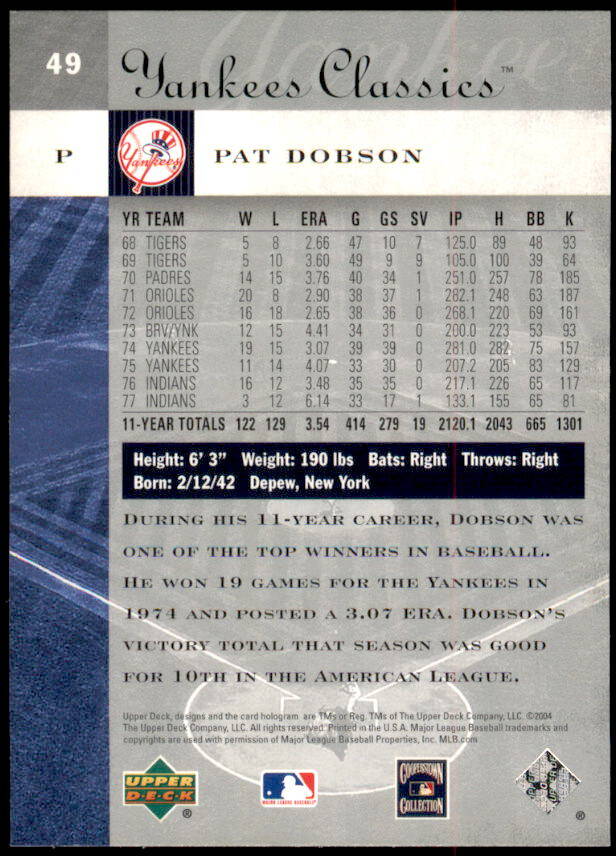 49
Yankees Classics™
P
Yankees
PAT DOBSON
YR TEAM W L ERA G GS SV IP H BB K
68 TIGERS 5 8 2.66 47 10 7 125.0 89 48 93
69 TIGERS 5 10 3.60 49 9 9 105.0 100 39 64
70 PADRES 14 15 3.76 40 34 1 251.0 257 78 185
71 ORIOLES 20 8 2.90 38 37 1 282.1 248 63 187
72 ORIOLES 16 18 2.65 38 36 0 268.1 220 69 161
73 BRV/YNK 12 15 4.41 34 31 0 200.0 223 53 93
74 YANKEES 19 15 3.07 39 39 0 281.0 282 75 157
75 YANKEES 11 14 4.07 33 30 0 207.2 205 83 129
76 INDIANS 16 12 3.48 35 35 0 217.1 226 65 117
77 INDIANS 3 12 6.14 33 17 1 133.1 155 65 81
11-YEAR TOTALS 122 129 3.54 414 279 19 2120.1 2043 665 1301
Height: 6' 3" Weight: 190 lbs Bats: Right Throws: Right
Born: 2/12/42 Depew, New York
DURING HIS 11-YEAR CAREER, DOBSON WAS
ONE OF THE TOP WINNERS IN BASEBALL.
HE WON 19 GAMES FOR THE YANKEES IN
1974 AND POSTED A 3.07 ERA. DOBSON'S
VICTORY TOTAL THAT SEASON WAS GOOD
FOR 10TH IN THE AMERICAN LEAGUE.
Upper Deck, designs and the card hologram are TMs or Reg. TMs of The Upper Deck Company, LLC. ©2004
The Upper Deck Company, LLC. All rights reserved. Printed in the U.S.A. Major League Baseball trademarks and
copyrights are used with permission of Major League Baseball Properties, Inc. MLB.com
UPPER
DECK
®
MAJOR LEAGUE BASEBALL
COOPERSTOWN
COLLECTION
®